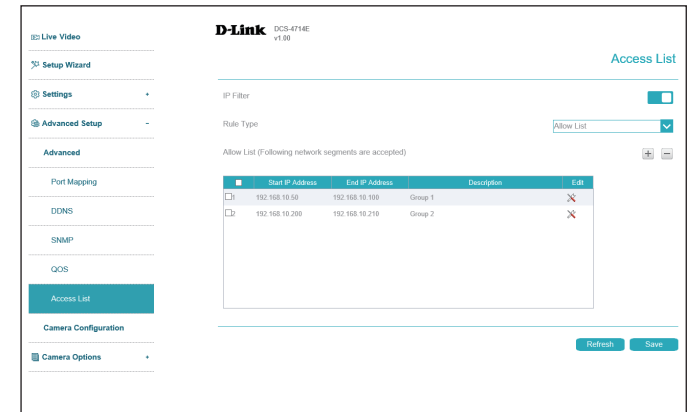 D-Link DCS-4714E
v1.00
Live Video
Setup Wizard
Settings +
Advanced Setup -
Advanced
Port Mapping
DDNS
SNMP
QOS
Access List
Camera Configuration
Camera Options +
Access List
IP Filter
Rule Type Allow List
Allow List (Following network segments are accepted)
Start IP Address End IP Address Description Edit
1 192.168.10.50 192.168.10.100 Group 1
2 192.168.10.200 192.168.10.210 Group 2
Refresh Save